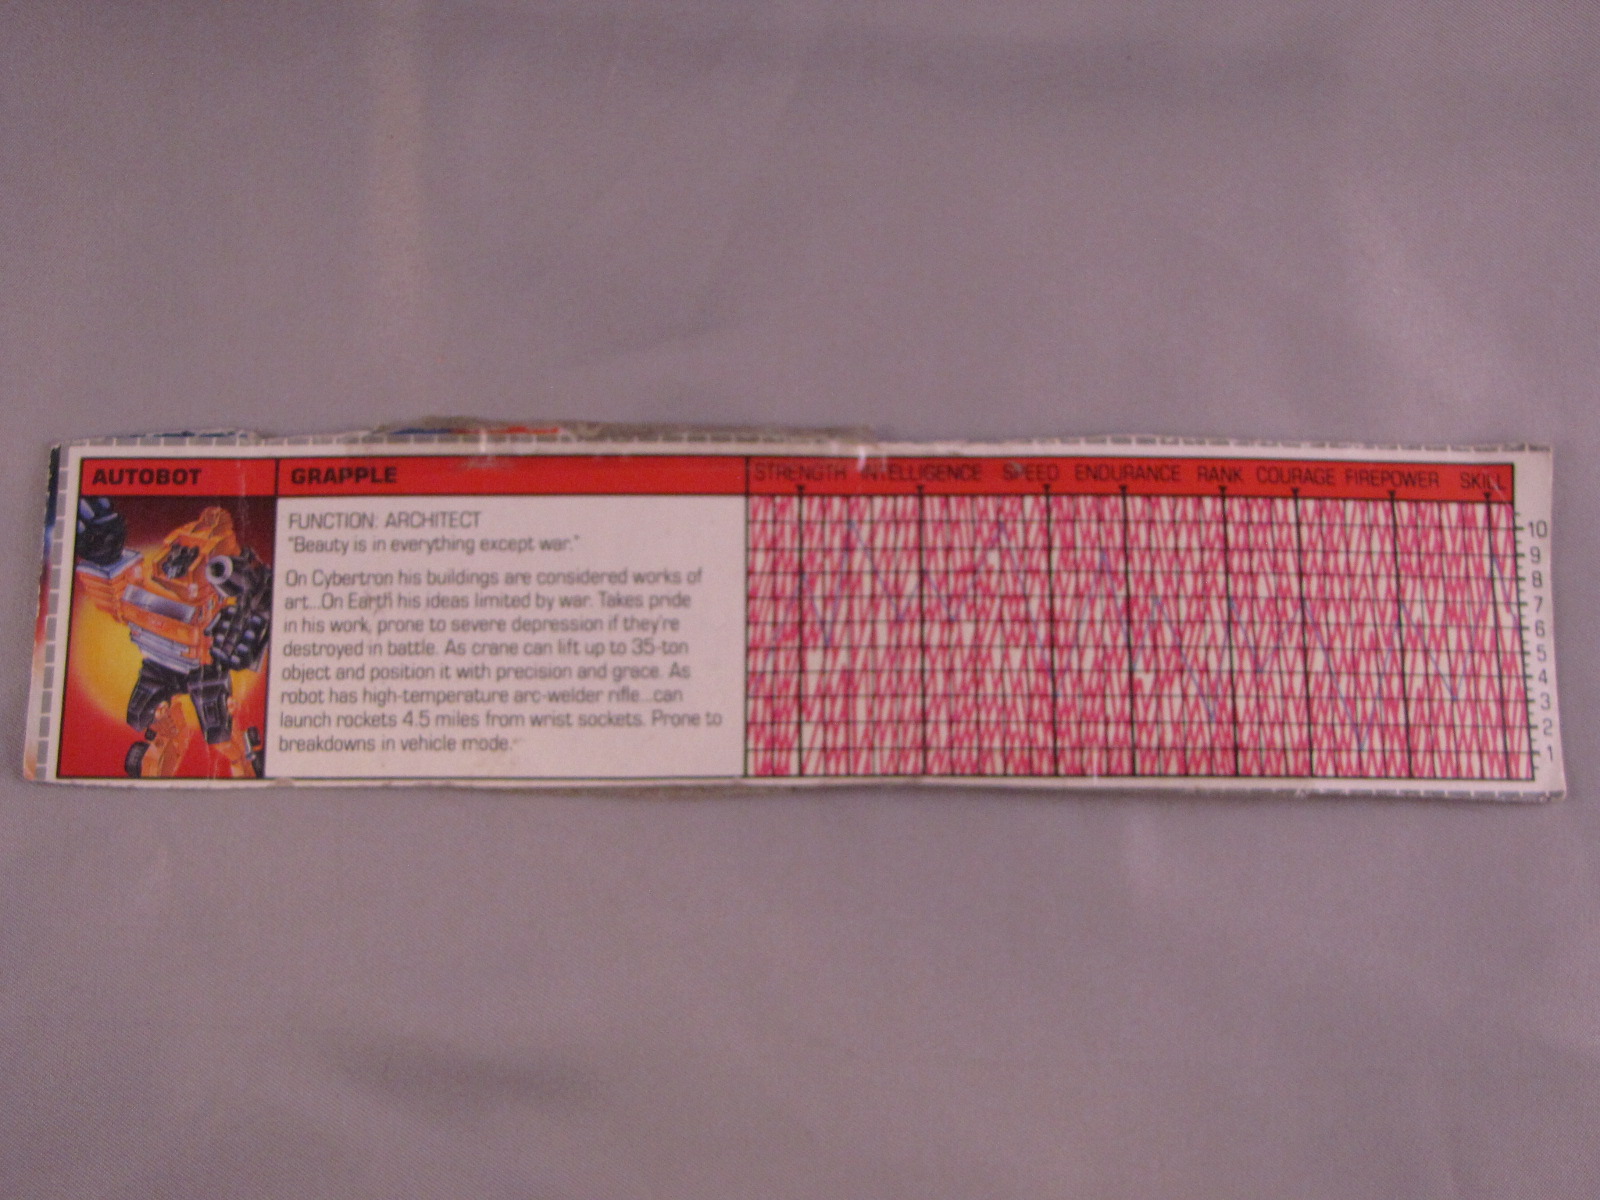 AUTOBOT
GRAPPLE
FUNCTION: ARCHITECT
"Beauty is in everything except war."
On Cybertron his buildings are considered works of
art...On Earth his ideas limited by war. Takes pride
in his work, prone to severe depression if they're
destroyed in battle. As crane can lift up to 35-ton
object and position it with precision and grace. As
robot has high-temperature arc-welder rifle...can
launch rockets 4.5 miles from wrist sockets. Prone to
breakdowns in vehicle mode.
STRENGTH INTELLIGENCE SPEED ENDURANCE RANK COURAGE FIREPOWER SKILL
10
9
8
7
6
5
4
3
2
1